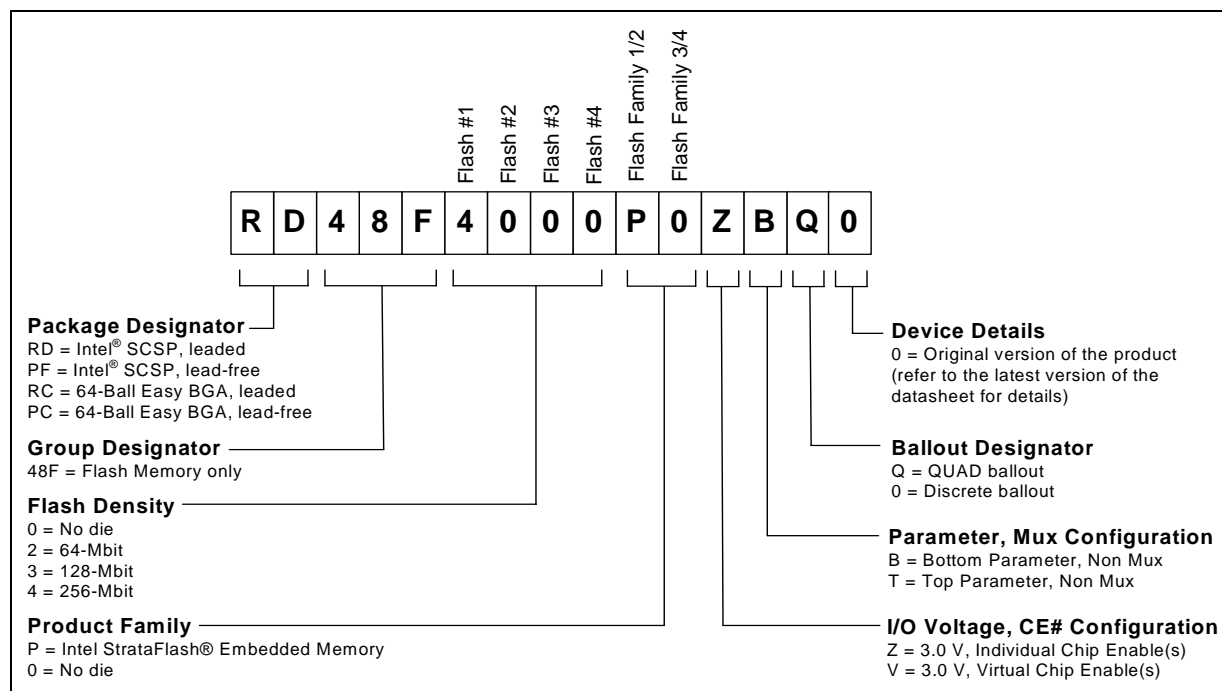 Flash #1
Flash #2
Flash #3
Flash #4
Flash Family 1/2
Flash Family 3/4
R D 4 8 F 4 0 0 0 P 0 Z B Q 0
Package Designator
RD = Intel® SCSP, leaded
PF = Intel® SCSP, lead-free
RC = 64-Ball Easy BGA, leaded
PC = 64-Ball Easy BGA, lead-free
Group Designator
48F = Flash Memory only
Flash Density
0 = No die
2 = 64-Mbit
3 = 128-Mbit
4 = 256-Mbit
Product Family
P = Intel StrataFlash® Embedded Memory
0 = No die
Device Details
0 = Original version of the product
(refer to the latest version of the
datasheet for details)
Ballout Designator
Q = QUAD ballout
0 = Discrete ballout
Parameter, Mux Configuration
B = Bottom Parameter, Non Mux
T = Top Parameter, Non Mux
I/O Voltage, CE# Configuration
Z = 3.0 V, Individual Chip Enable(s)
V = 3.0 V, Virtual Chip Enable(s)